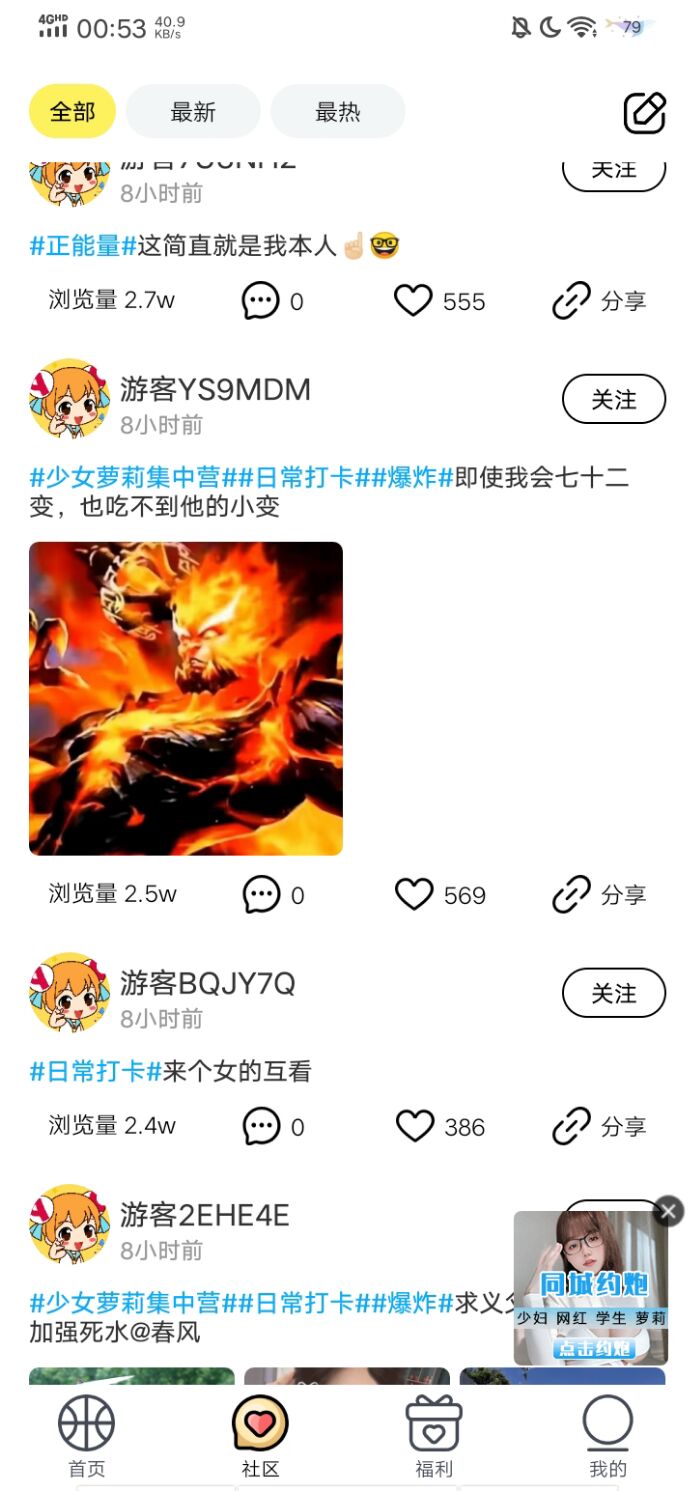 4GHD 00:53 40.9 KB/s 79
全部 最新 最热
8小时前
关注
#正能量#这简直就是我本人☝🏻🤓
浏览量 2.7w 0 555 分享
游客YS9MDM
8小时前
关注
#少女萝莉集中营##日常打卡##爆炸#即使我会七十二
变，也吃不到他的小变
浏览量 2.5w 0 569 分享
游客BQJY7Q
8小时前
关注
#日常打卡#来个女的互看
浏览量 2.4w 0 386 分享
游客2EHE4E
8小时前
#少女萝莉集中营##日常打卡##爆炸#求义
加强死水@春风
同城约炮
少妇 网红 学生 萝莉
点击约炮
首页 社区 福利 我的